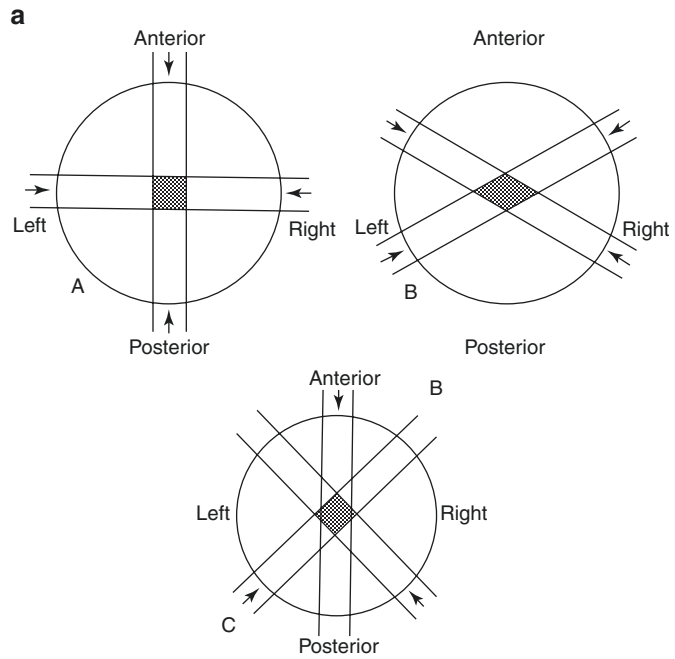 a
Anterior
Left
Right
A
Posterior
Anterior
Left
Right
B
Posterior
Anterior
B
Left
Right
C
Posterior